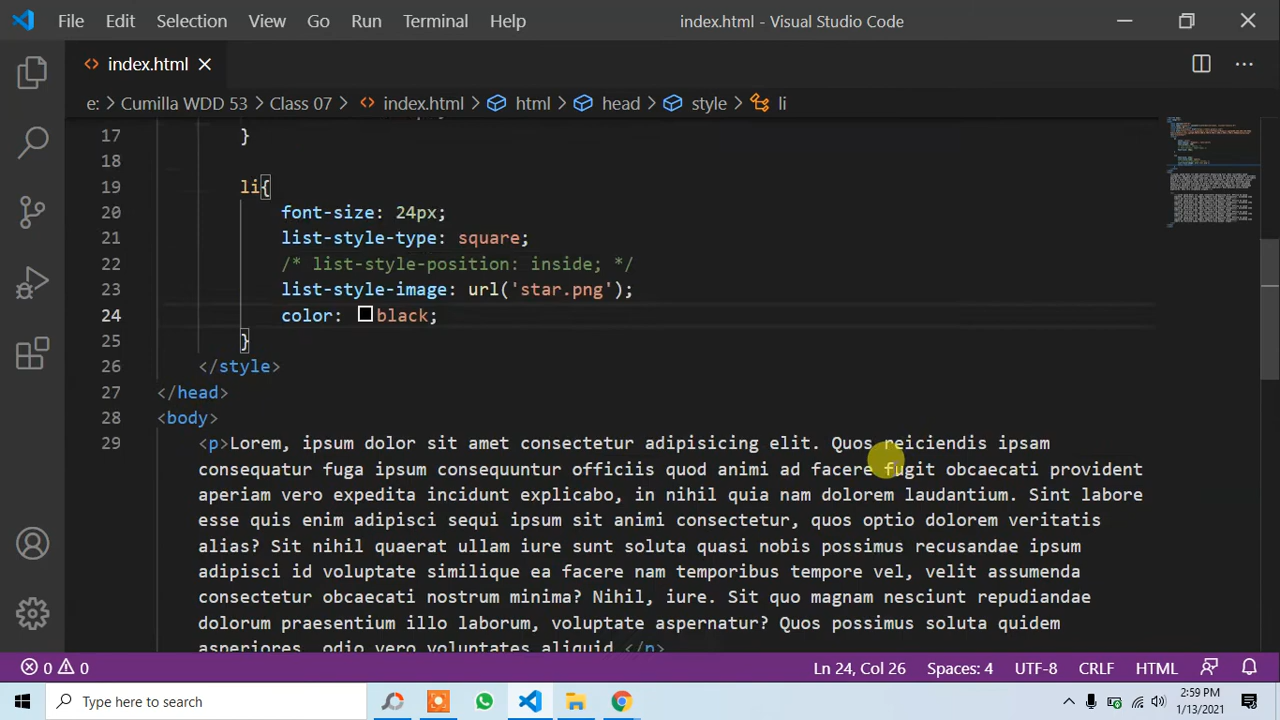 File Edit Selection View Go Run Terminal Help index.html - Visual Studio Code
index.html
e: > Cumilla WDD 53 > Class 07 > index.html > html > head > style > li
17 }
18
19 li{
20 font-size: 24px;
21 list-style-type: square;
22 /* list-style-position: inside; */
23 list-style-image: url('star.png');
24 color: black;
25 }
26 </style>
27 </head>
28 <body>
29 <p>Lorem, ipsum dolor sit amet consectetur adipisicing elit. Quos reiciendis ipsam
consequatur fuga ipsum consequuntur officiis quod animi ad facere fugit obcaecati provident
aperiam vero expedita incidunt explicabo, in nihil quia nam dolorem laudantium. Sint labore
esse quis enim adipisci sequi ipsum sit animi consectetur, quos optio dolorem veritatis
alias? Sit nihil quaerat ullam iure sunt soluta quasi nobis possimus recusandae ipsum
adipisci id voluptate similique ea facere nam temporibus tempore vel, velit assumenda
consectetur obcaecati nostrum minima? Nihil, iure. Sit quo magnam nesciunt repudiandae
dolorum praesentium illo laborum, voluptate aspernatur? Quos possimus soluta quidem
asperiores, odio vero voluptates aliquid.</p>
0 0 Ln 24, Col 26 Spaces: 4 UTF-8 CRLF HTML
Type here to search
2:59 PM
1/13/2021